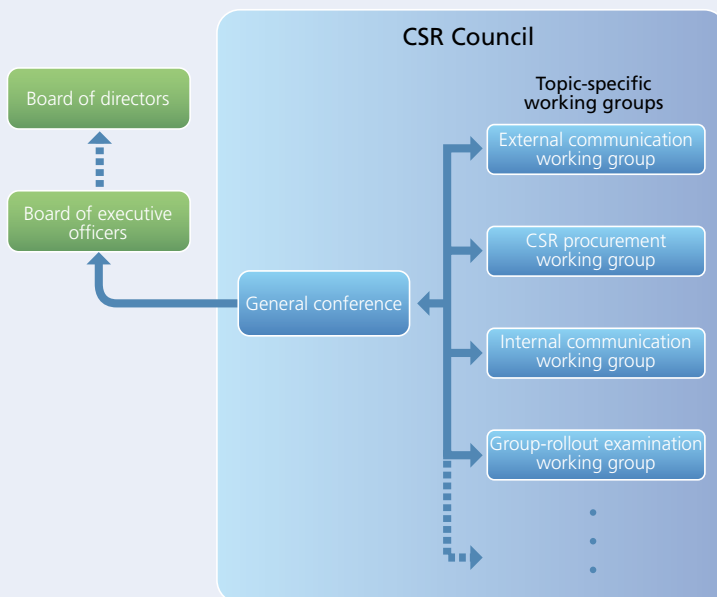 CSR Council
Board of directors
Board of executive
officers
General conference
Topic-specific
working groups
External communication
working group
CSR procurement
working group
Internal communication
working group
Group-rollout examination
working group